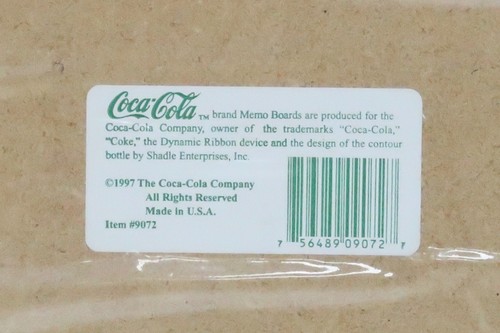 Coca-Cola TM brand Memo Boards are produced for the
Coca-Cola Company, owner of the trademarks "Coca-Cola,"
"Coke," the Dynamic Ribbon device and the design of the contour
bottle by Shadle Enterprises, Inc.
©1997 The Coca-Cola Company
All Rights Reserved
Made in U.S.A.
Item #9072
7 56489 09072